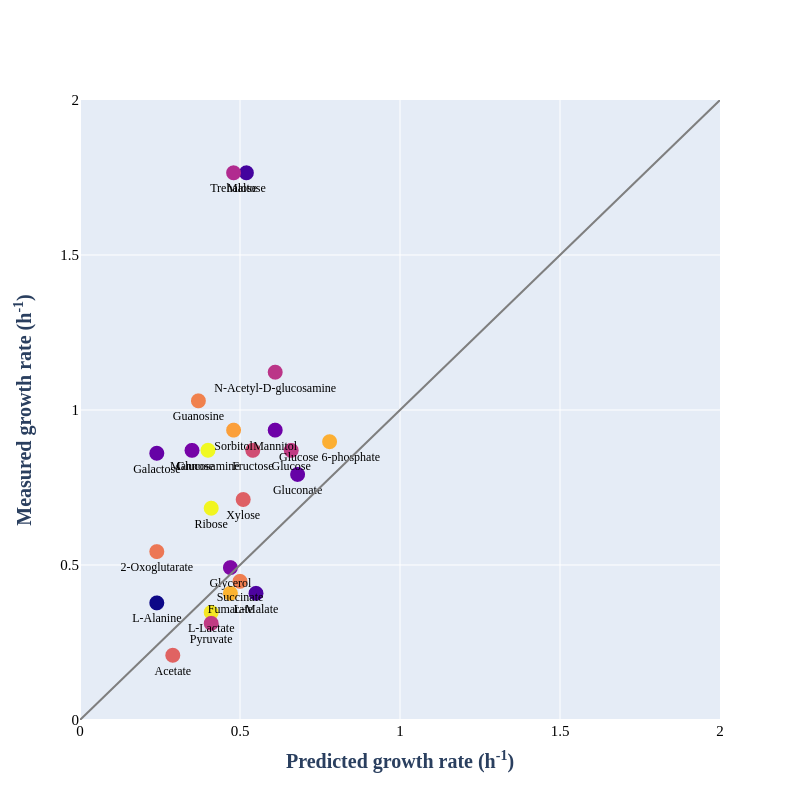 2
Trehalose
Maltose
1.5
N-Acetyl-D-glucosamine
Guanosine
1
Sorbitol
Mannitol
Glucose 6-phosphate
Galactose
Mannose
Glucosamine
Fructose
Glucose
Gluconate
Xylose
Ribose
2-Oxoglutarate
0.5
Glycerol
Succinate
Fumarate
L-Malate
L-Alanine
L-Lactate
Pyruvate
Acetate
0
0
0.5
1
1.5
2
Predicted growth rate (h-1)
Measured growth rate (h-1)